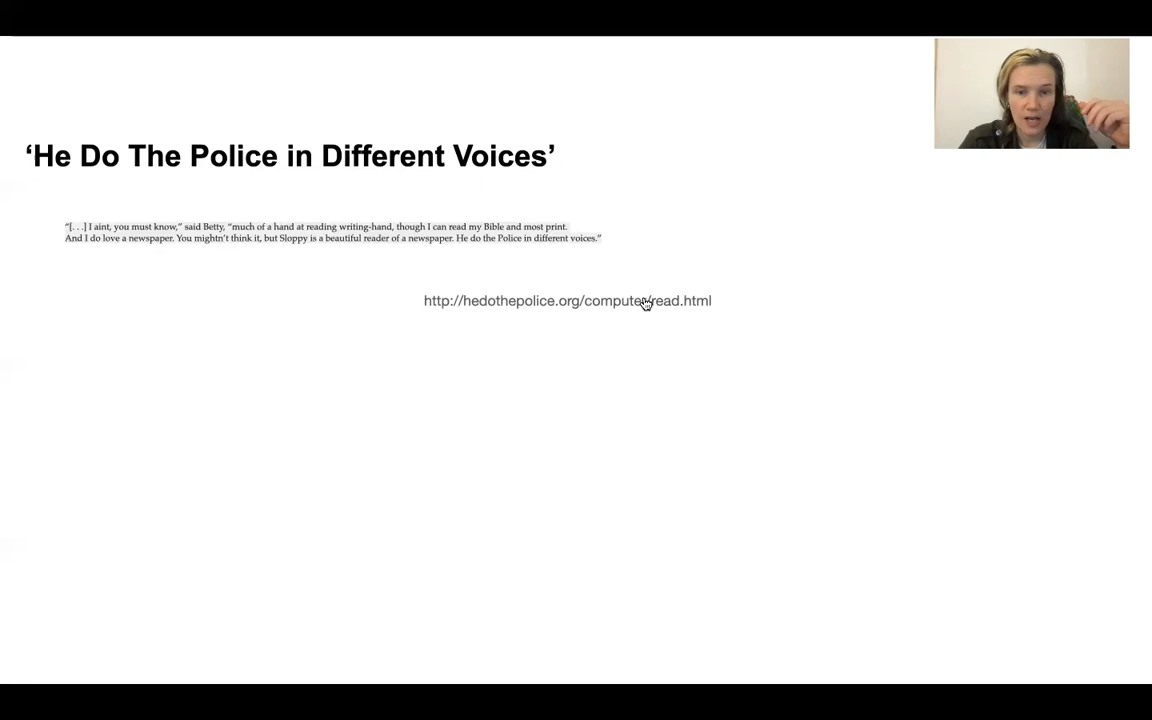 ‘He Do The Police in Different Voices’
“[. . .] I aint, you must know,” said Betty, “much of a hand at reading writing-hand, though I can read my Bible and most print.
And I do love a newspaper. You mightn’t think it, but Sloppy is a beautiful reader of a newspaper. He do the Police in different voices.”
http://hedothepolice.org/computer/read.html